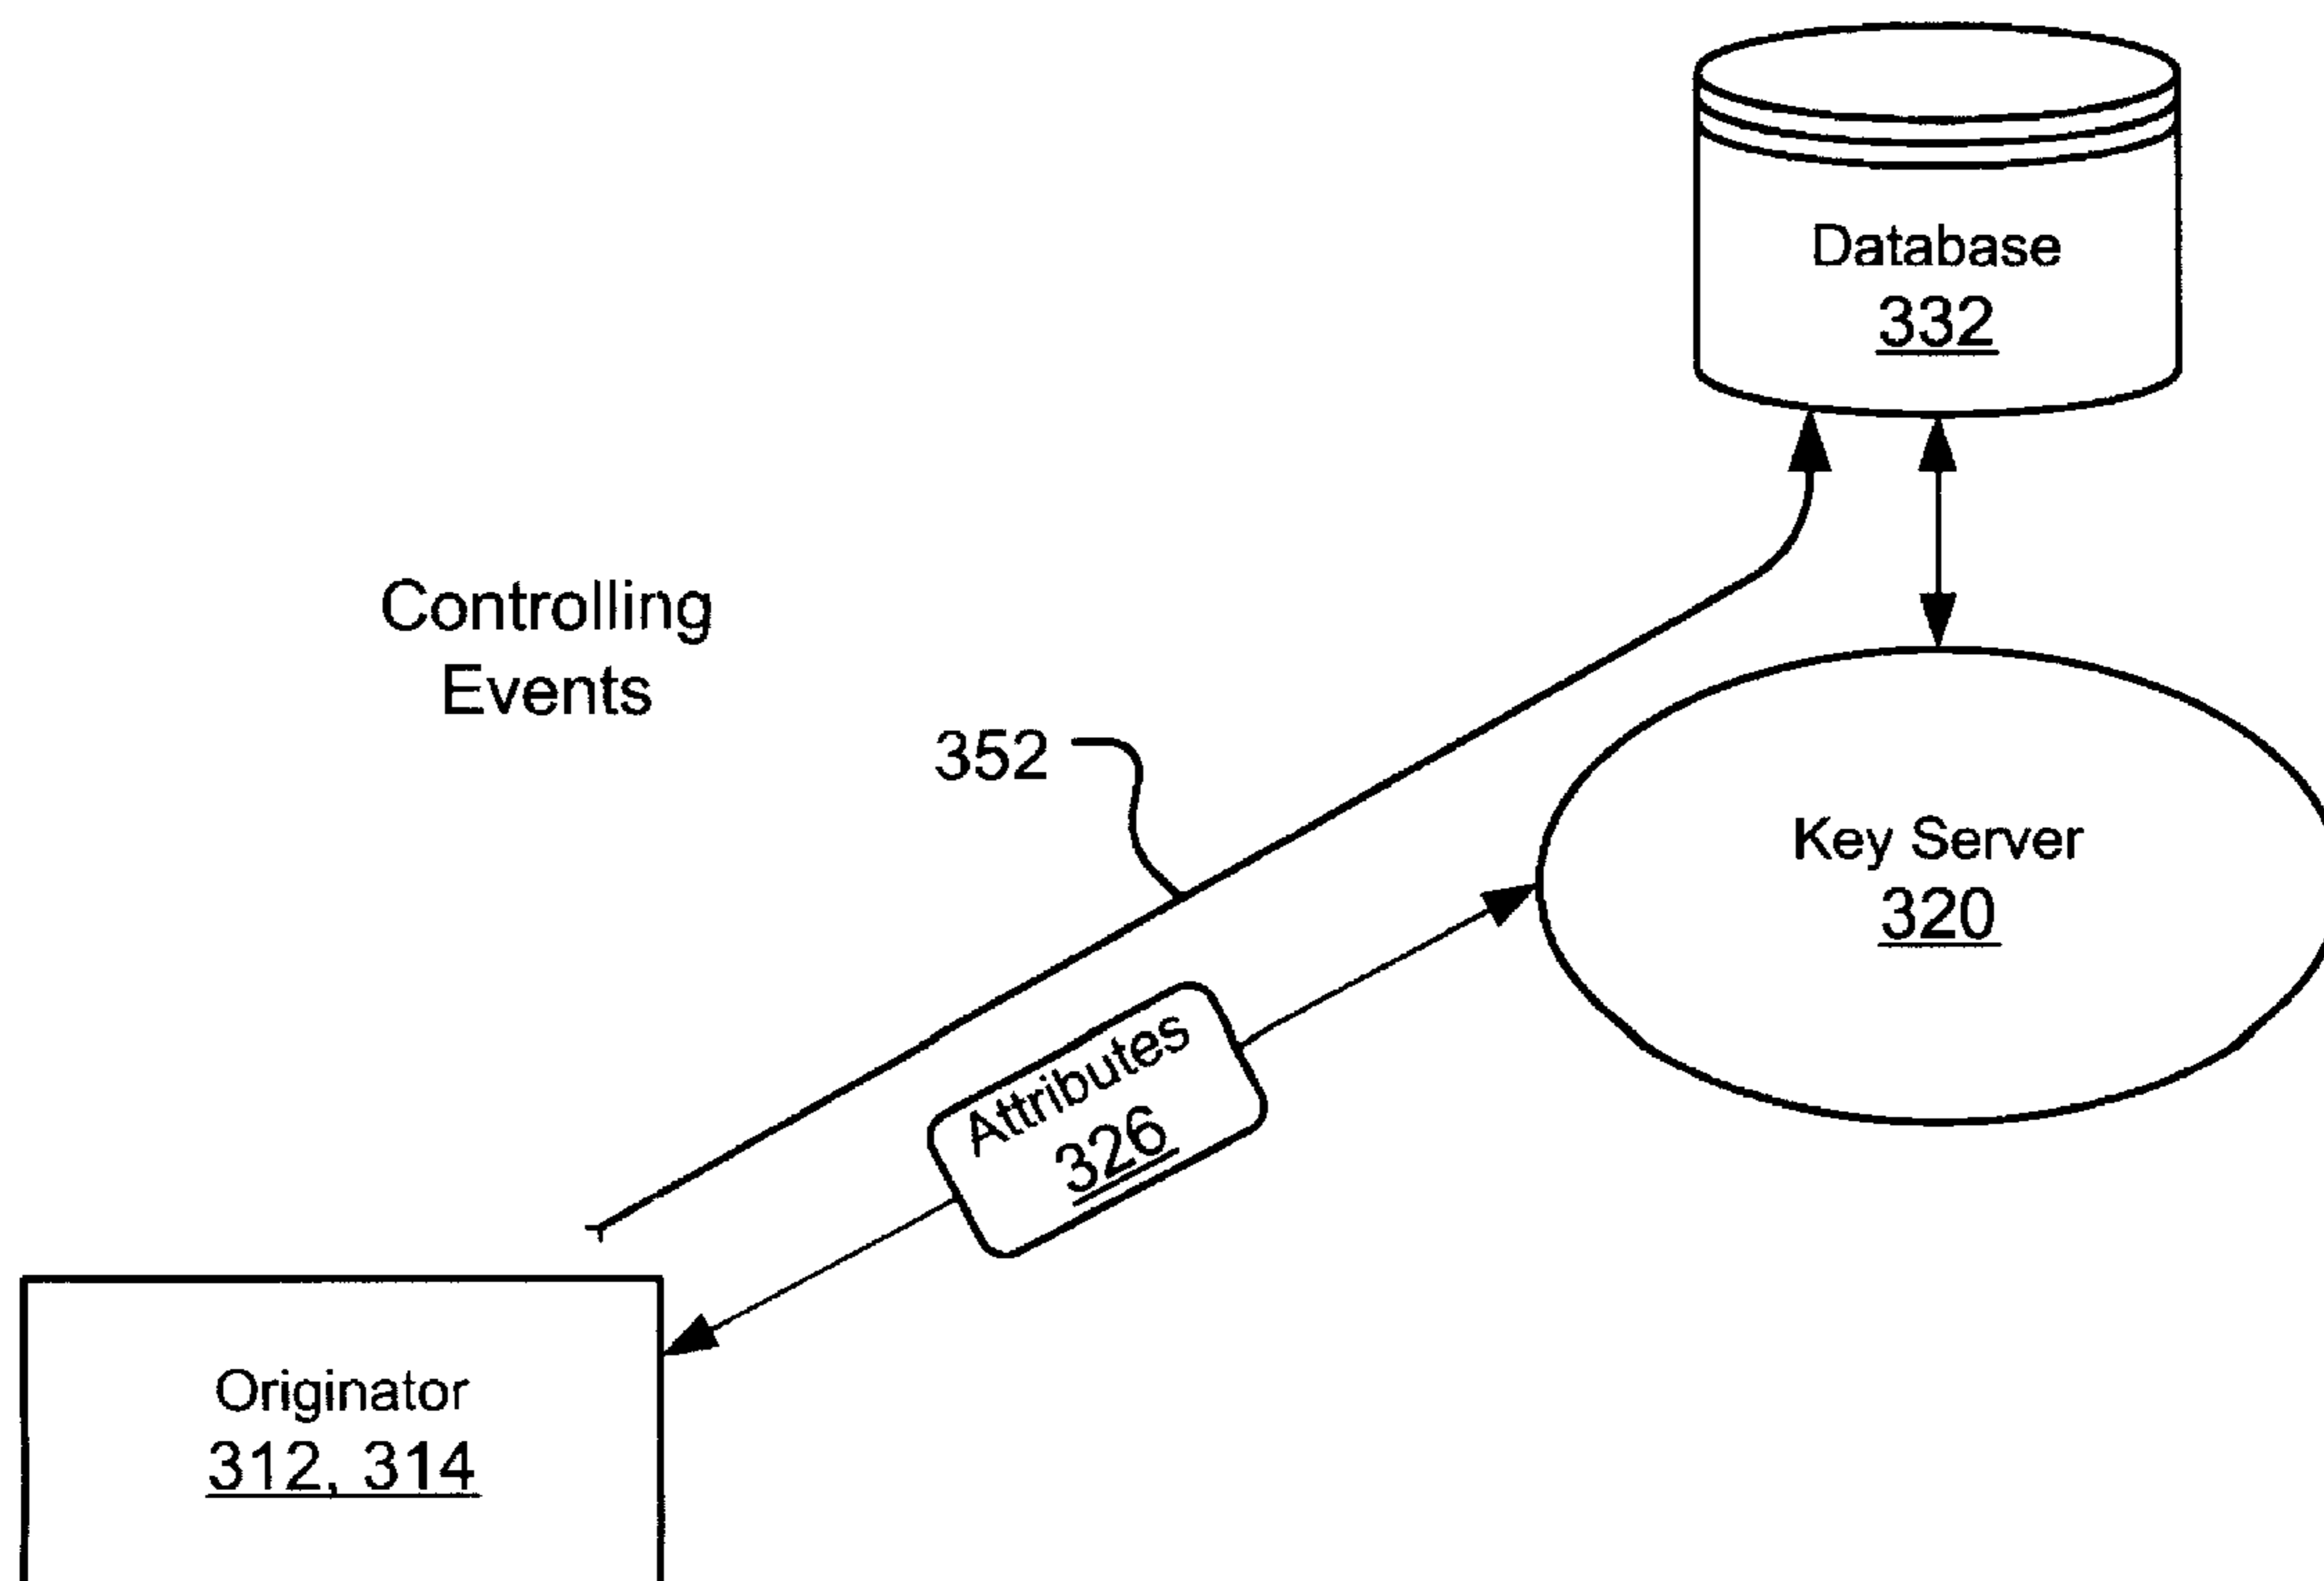 Database
332
Controlling
Events
352
Key Server
320
Attributes
326
Originator
312, 314